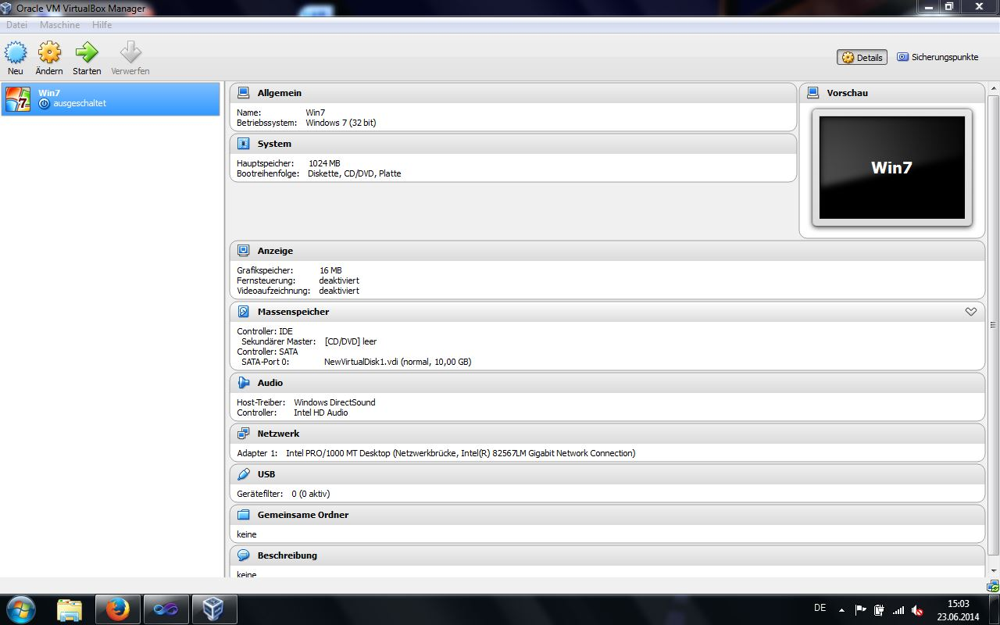 Oracle VM VirtualBox Manager
Datei Maschine Hilfe
Neu Ändern Starten Verwerfen
Details Sicherungspunkte
Win7
ausgeschaltet
Allgemein
Name: Win7
Betriebssystem: Windows 7 (32 bit)
System
Hauptspeicher: 1024 MB
Bootreihenfolge: Diskette, CD/DVD, Platte
Vorschau
Win7
Anzeige
Grafikspeicher: 16 MB
Fernsteuerung: deaktiviert
Videoaufzeichnung: deaktiviert
Massenspeicher
Controller: IDE
Sekundärer Master: [CD/DVD] leer
Controller: SATA
SATA-Port 0: NewVirtualDisk1.vdi (normal, 10,00 GB)
Audio
Host-Treiber: Windows DirectSound
Controller: Intel HD Audio
Netzwerk
Adapter 1: Intel PRO/1000 MT Desktop (Netzwerkbrücke, Intel(R) 82567LM Gigabit Network Connection)
USB
Gerätefilter: 0 (0 aktiv)
Gemeinsame Ordner
keine
Beschreibung
keine
DE
15:03
23.06.2014